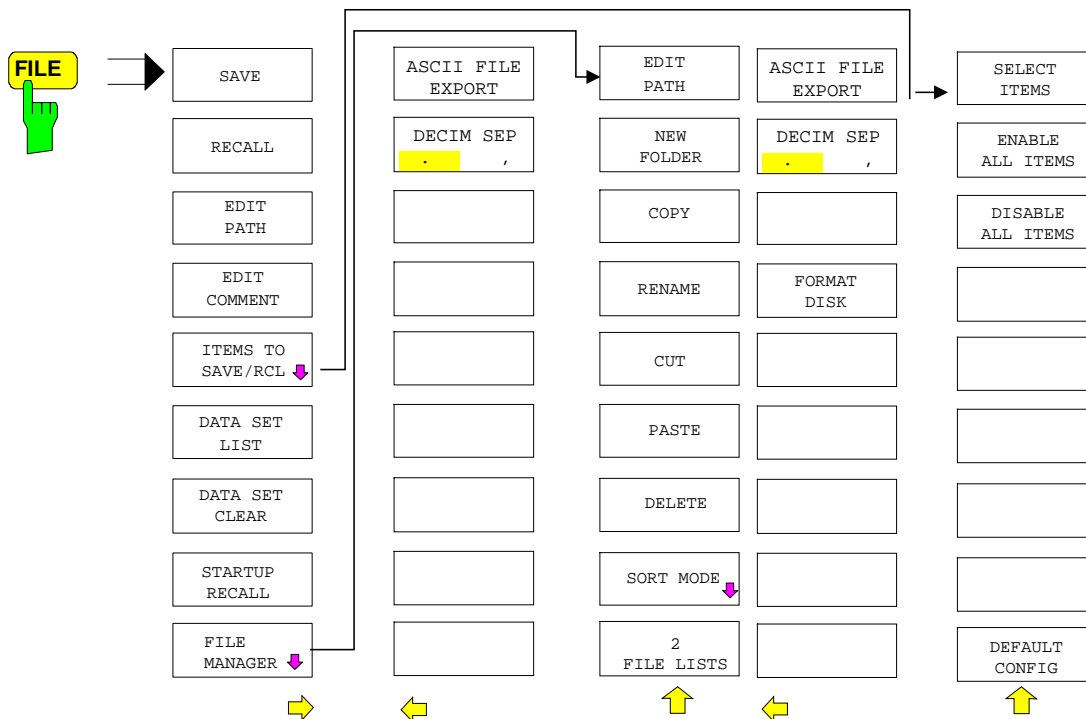 FILE
SAVE
RECALL
EDIT
PATH
EDIT
COMMENT
ITEMS TO
SAVE/RCL
DATA SET
LIST
DATA SET
CLEAR
STARTUP
RECALL
FILE
MANAGER
ASCII FILE
EXPORT
DECIM SEP
. ,
EDIT
PATH
NEW
FOLDER
COPY
RENAME
CUT
PASTE
DELETE
SORT MODE
2
FILE LISTS
ASCII FILE
EXPORT
DECIM SEP
. ,
FORMAT
DISK
SELECT
ITEMS
ENABLE
ALL ITEMS
DISABLE
ALL ITEMS
DEFAULT
CONFIG